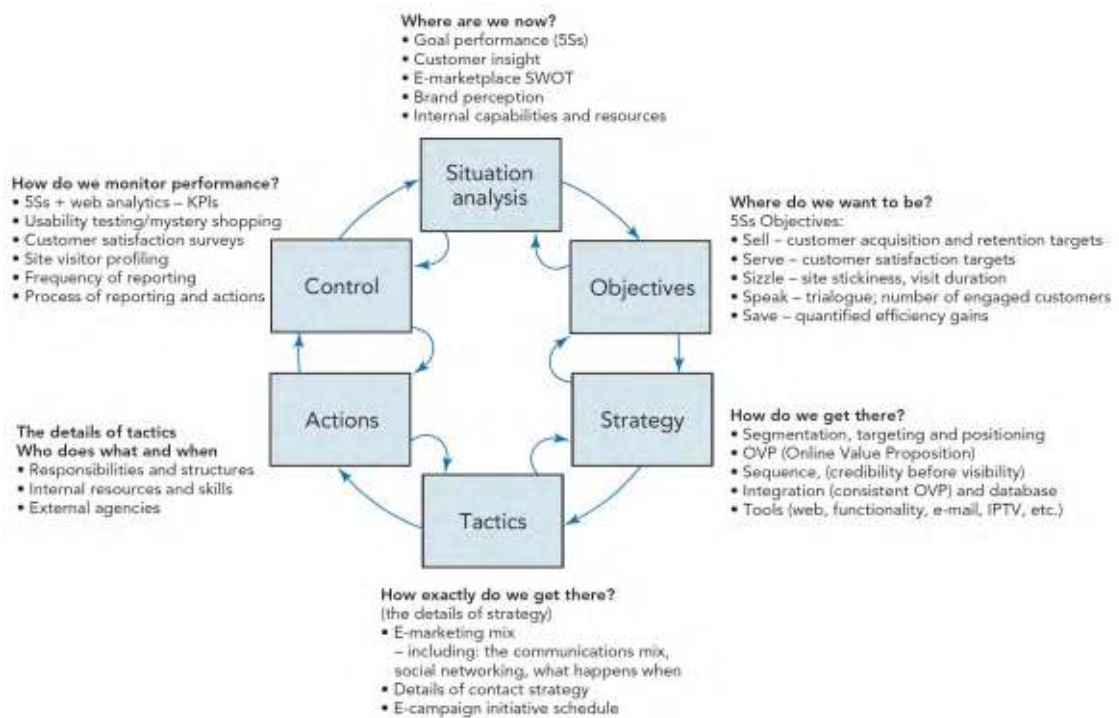 Where are we now?
• Goal performance (5Ss)
• Customer insight
• E-marketplace SWOT
• Brand perception
• Internal capabilities and resources
Situation
analysis
Where do we want to be?
5Ss Objectives:
• Sell – customer acquisition and retention targets
• Serve – customer satisfaction targets
• Sizzle – site stickiness, visit duration
• Speak – trialogue; number of engaged customers
• Save – quantified efficiency gains
Objectives
How do we get there?
• Segmentation, targeting and positioning
• OVP (Online Value Proposition)
• Sequence, (credibility before visibility)
• Integration (consistent OVP) and database
• Tools (web, functionality, e-mail, IPTV, etc.)
Strategy
Tactics
How exactly do we get there?
(the details of strategy)
• E-marketing mix
– including: the communications mix,
social networking, what happens when
• Details of contact strategy
• E-campaign initiative schedule
Actions
The details of tactics
Who does what and when
• Responsibilities and structures
• Internal resources and skills
• External agencies
Control
How do we monitor performance?
• 5Ss + web analytics – KPIs
• Usability testing/mystery shopping
• Customer satisfaction surveys
• Site visitor profiling
• Frequency of reporting
• Process of reporting and actions